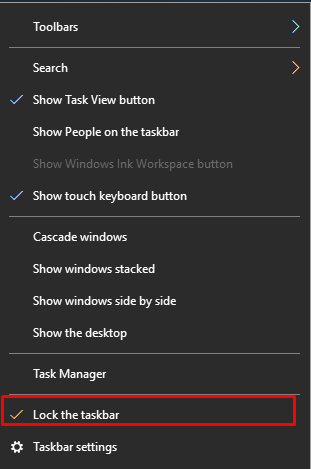 Toolbars
Search
Show Task View button
Show People on the taskbar
Show Windows Ink Workspace button
Show touch keyboard button
Cascade windows
Show windows stacked
Show windows side by side
Show the desktop
Task Manager
Lock the taskbar
Taskbar settings